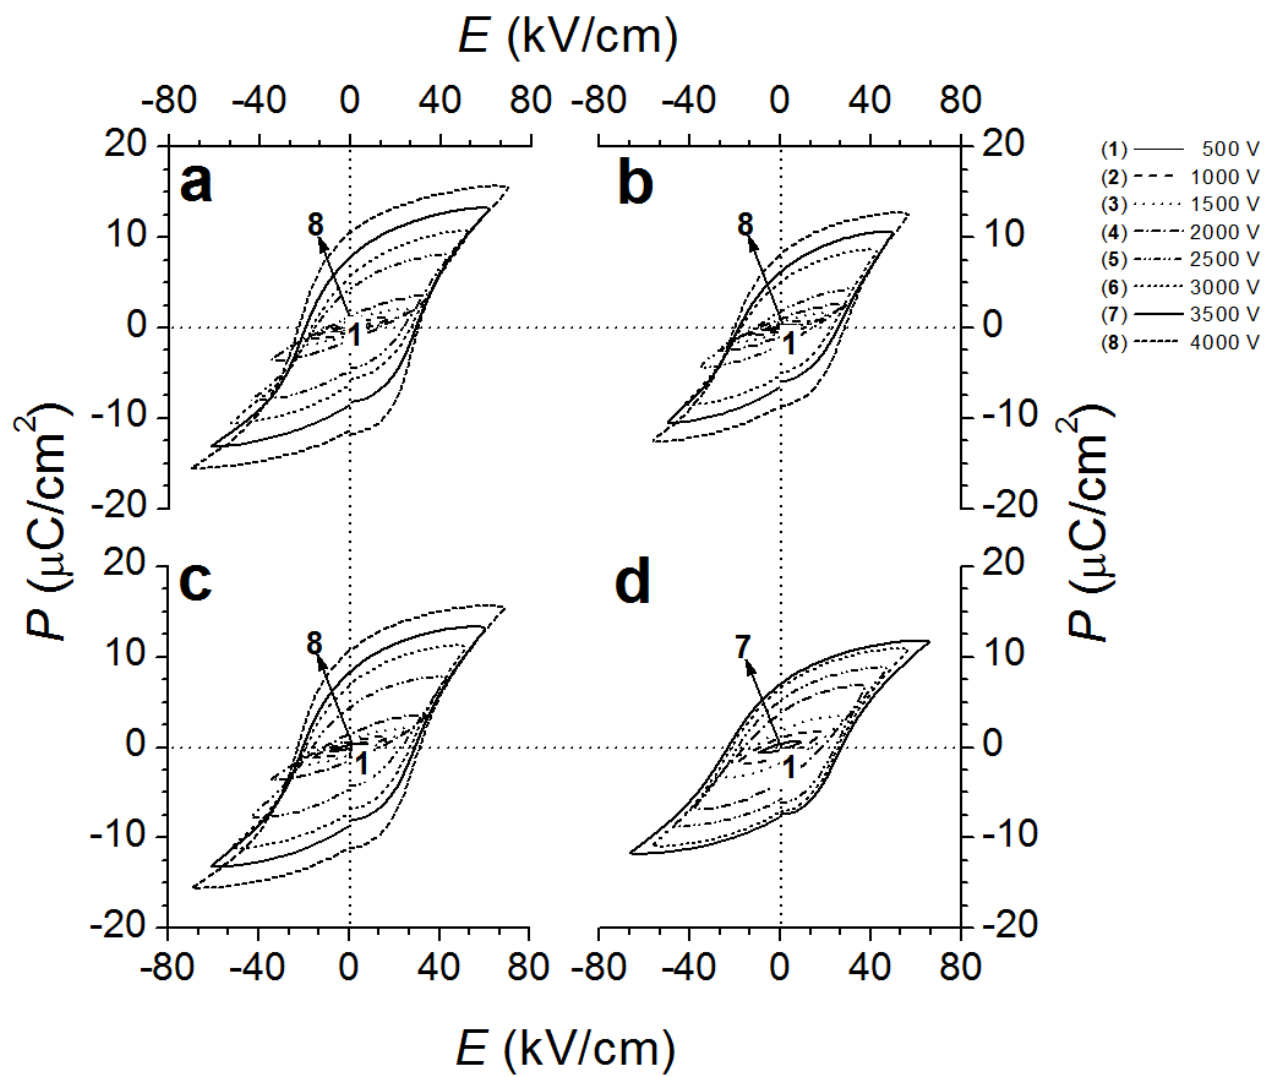 E (kV/cm)
-80 -40 0 40 80 -80 -40 0 40 80
20 a b 20
(1) 500 V
(2) 1000 V
(3) 1500 V
(4) 2000 V
(5) 2500 V
(6) 3000 V
(7) 3500 V
(8) 4000 V
10 8 8 10
0 1 1 0
-10 -10
-20 -20
P (μC/cm²) P (μC/cm²)
20 c d 20
10 8 7 10
0 1 1 0
-10 -10
-20 -20
-80 -40 0 40 80 -80 -40 0 40 80
E (kV/cm)